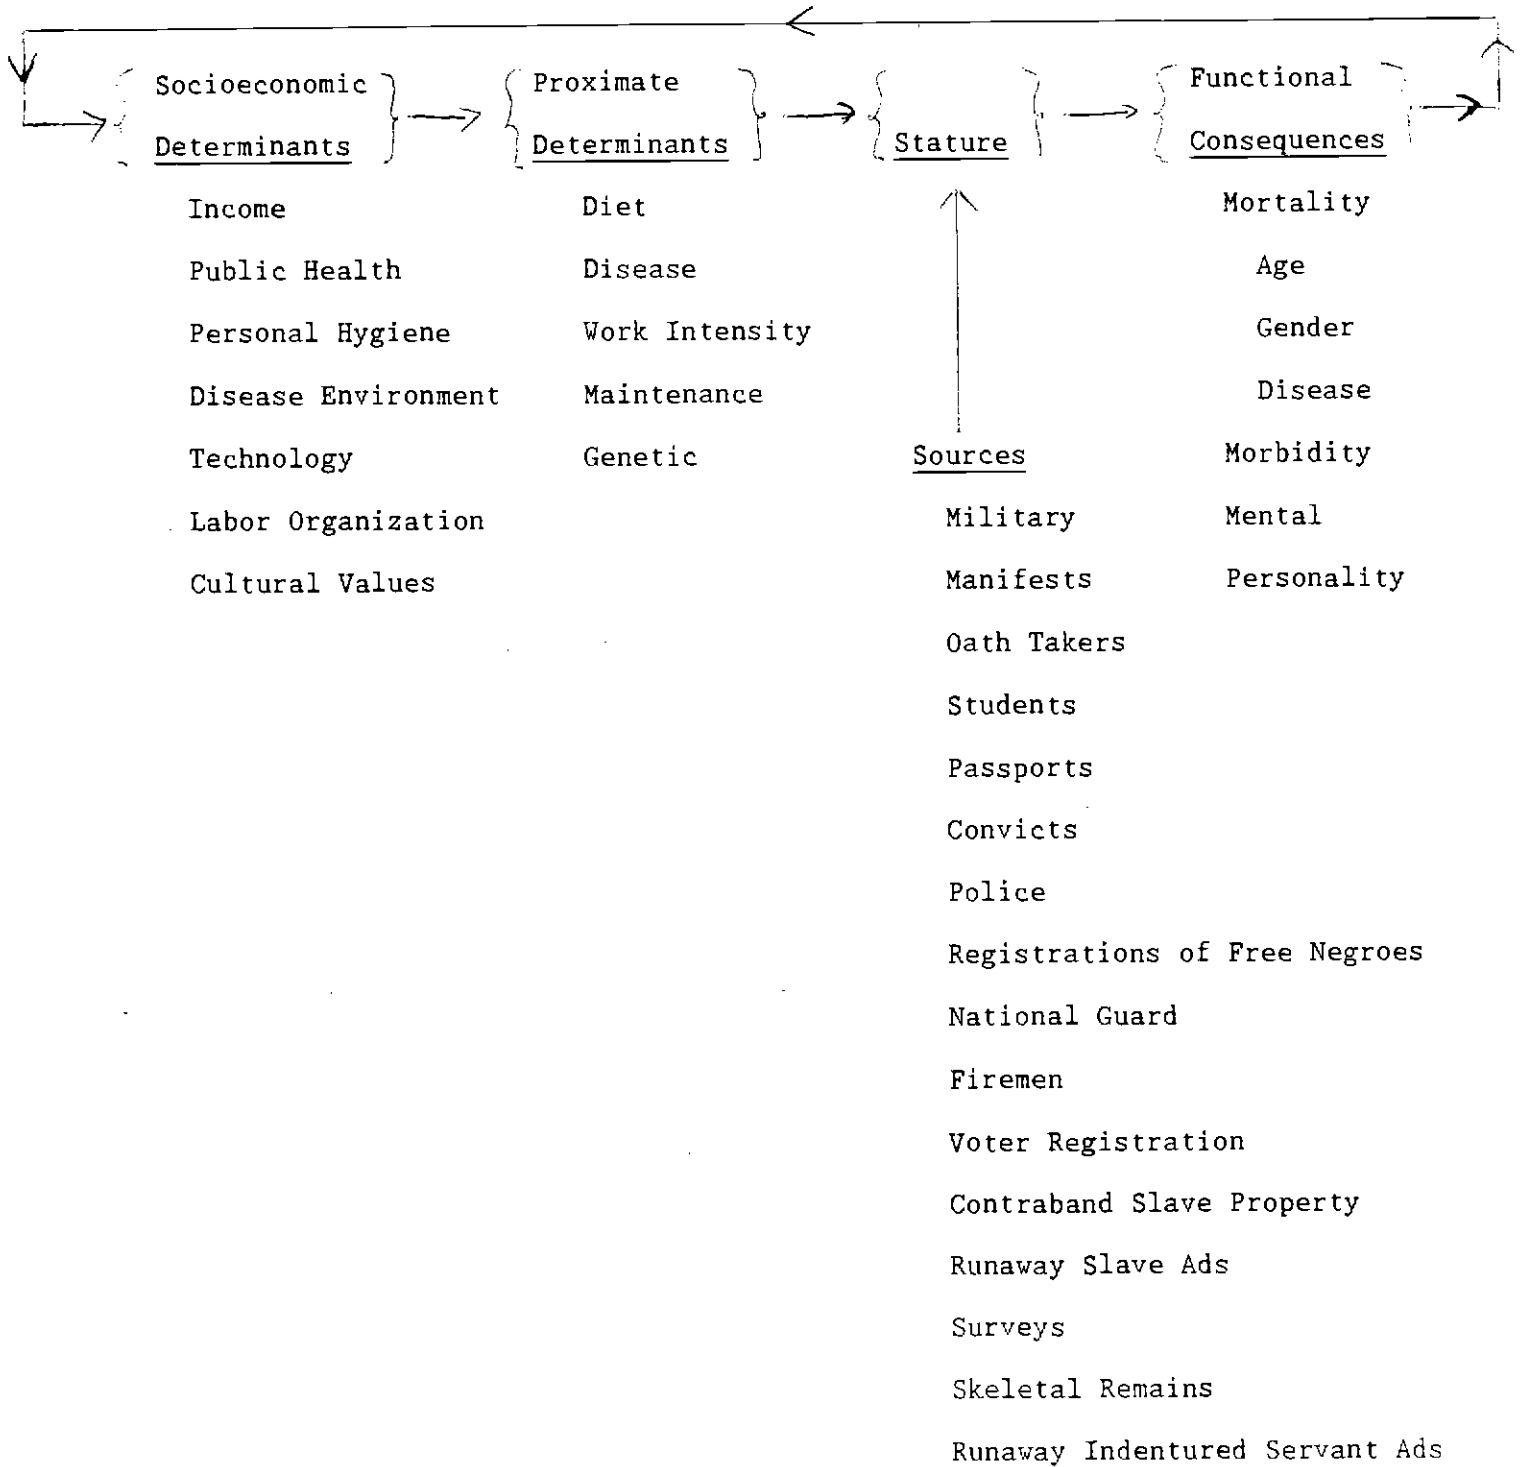 Socioeconomic
Determinants
Income
Public Health
Personal Hygiene
Disease Environment
Technology
Labor Organization
Cultural Values
Proximate
Determinants
Diet
Disease
Work Intensity
Maintenance
Genetic
Stature
Sources
Military
Manifests
Oath Takers
Students
Passports
Convicts
Police
Registrations of Free Negroes
National Guard
Firemen
Voter Registration
Contraband Slave Property
Runaway Slave Ads
Surveys
Skeletal Remains
Runaway Indentured Servant Ads
Functional
Consequences
Mortality
Age
Gender
Disease
Morbidity
Mental
Personality